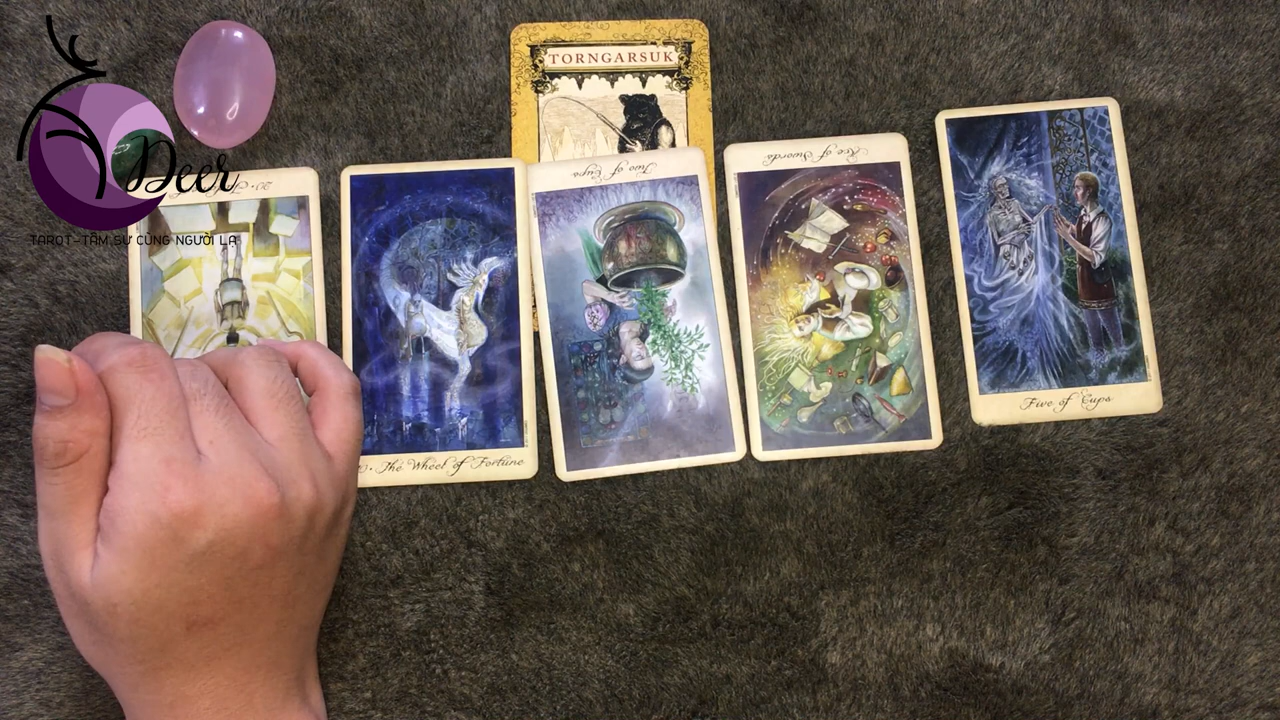 Deer
TAROT-TÂM SỰ CÙNG NGƯỜI LẠ
TORNGARSUK
Two of Cups
Ace of Swords
The Wheel of Fortune
Five of Cups